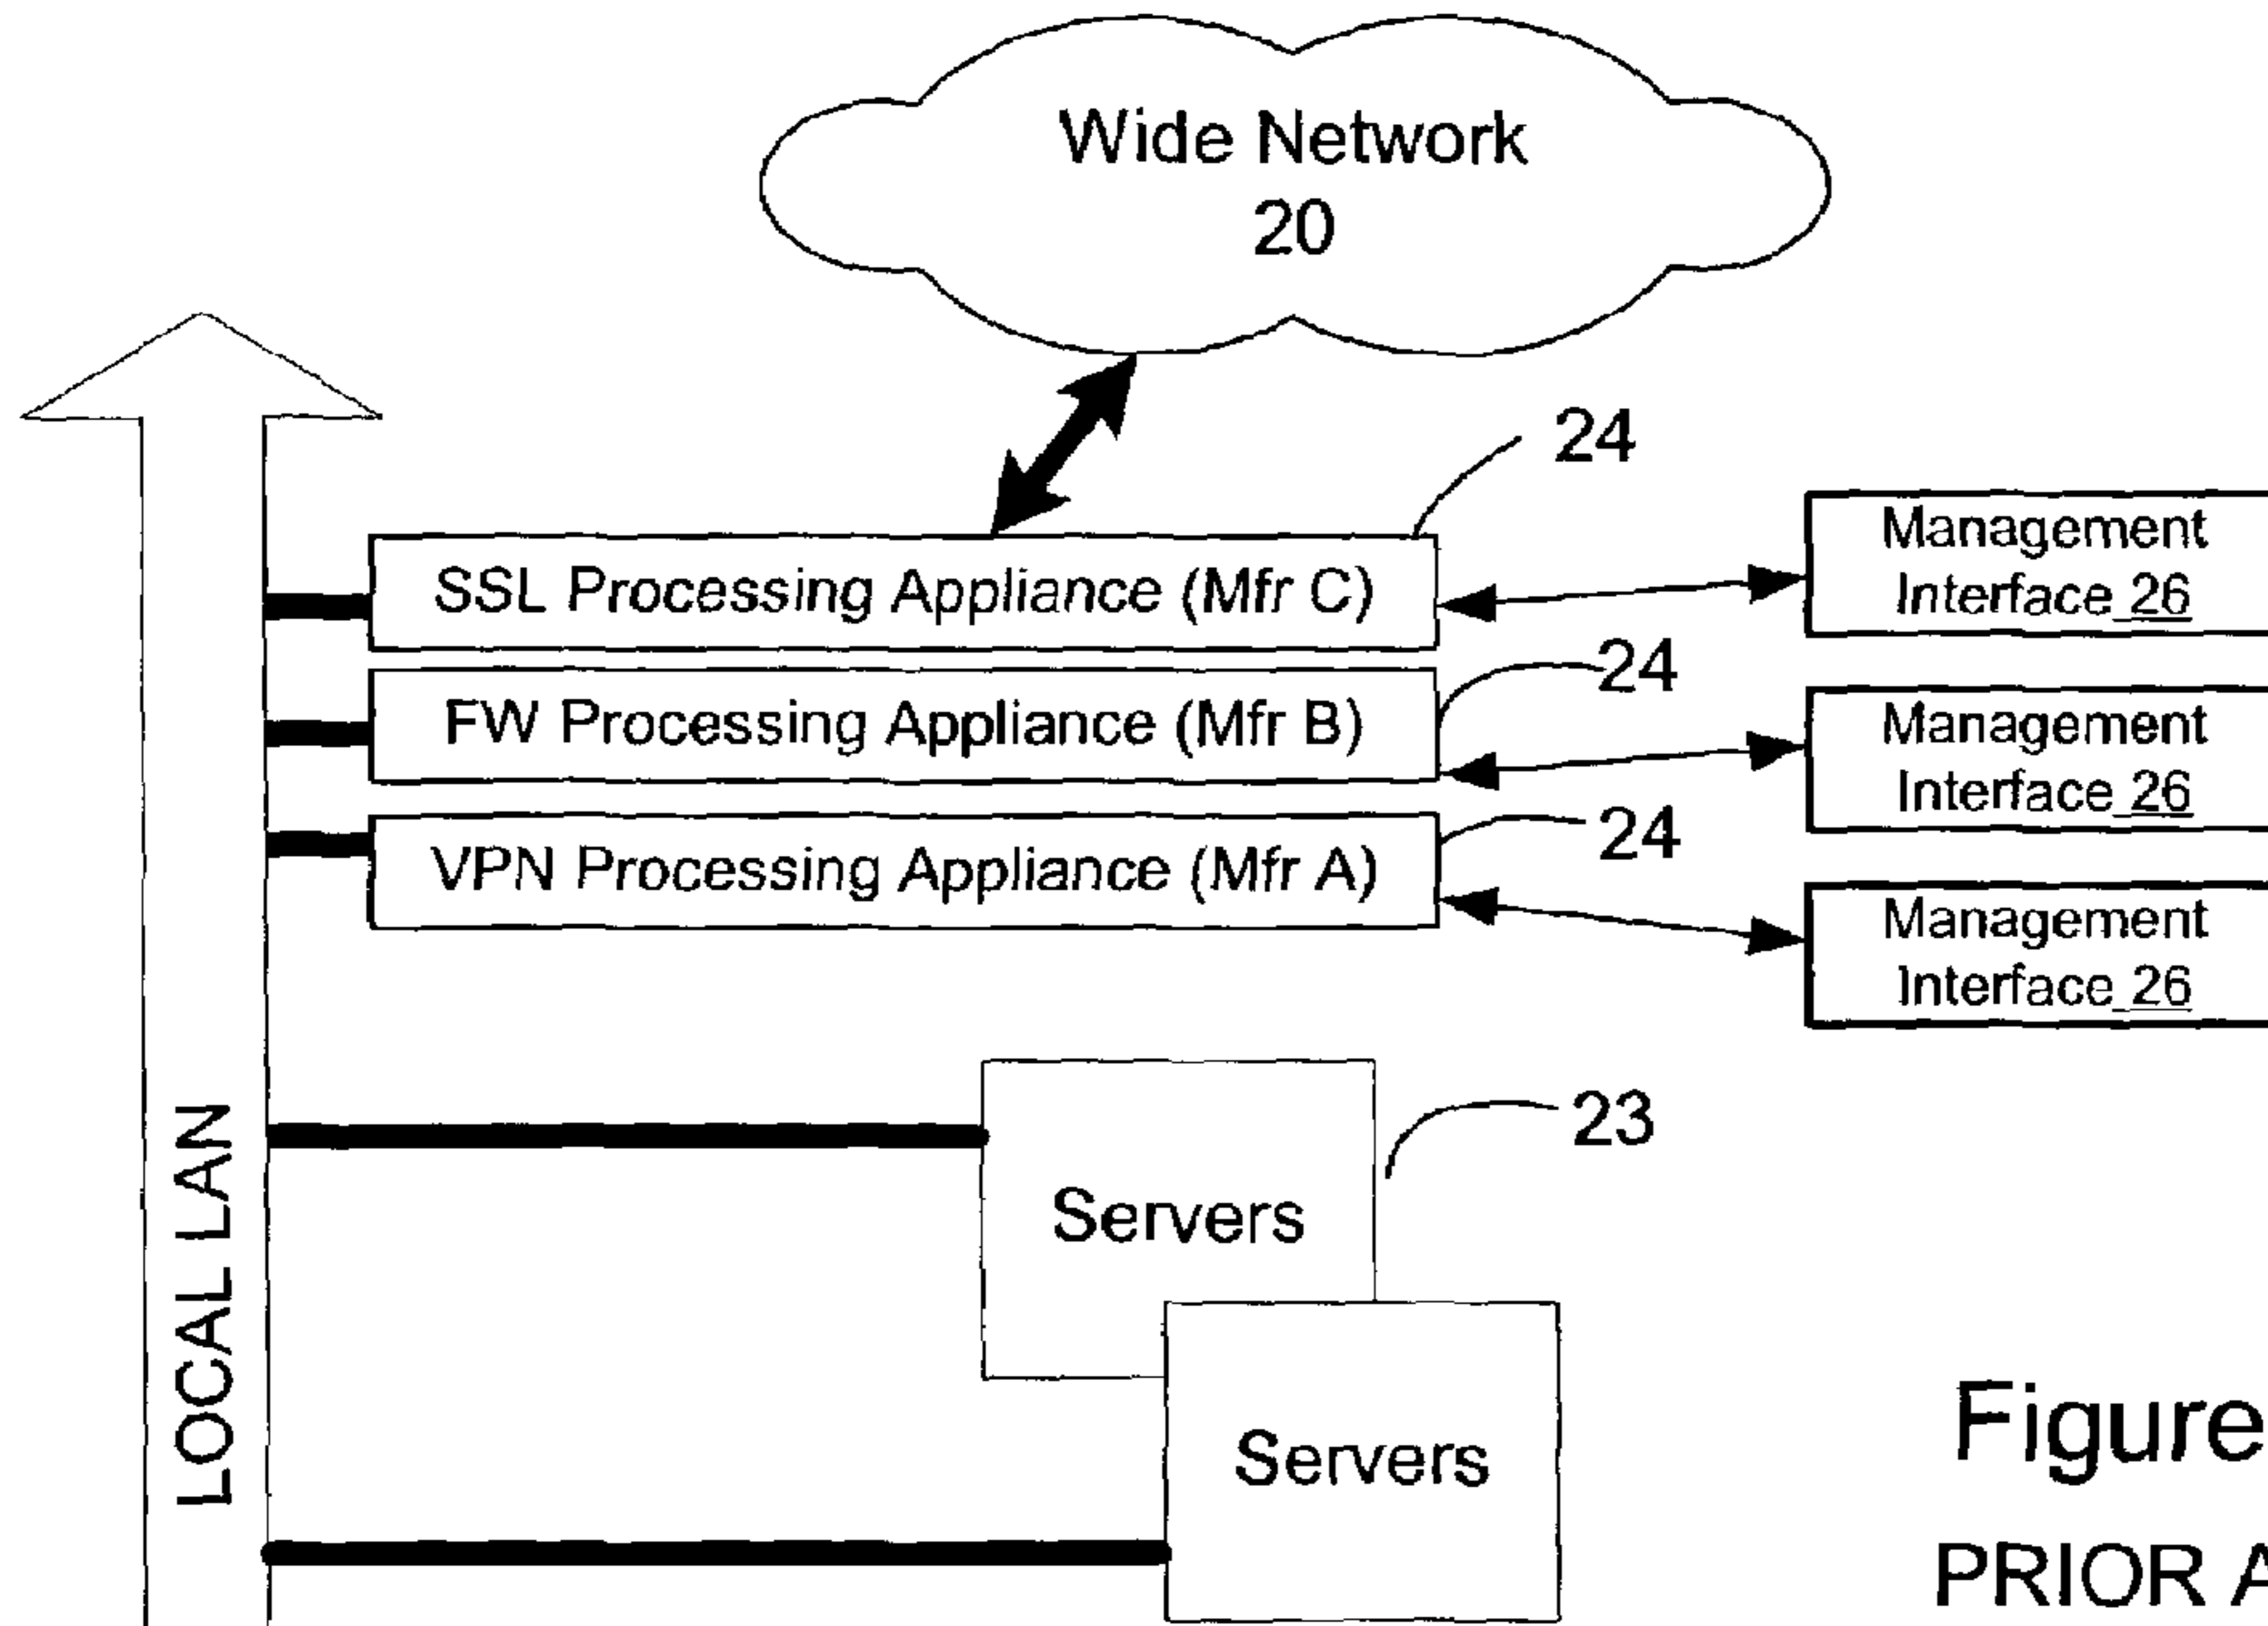 Wide Network
20
24
SSL Processing Appliance (Mfr C)
Management
Interface 26
24
FW Processing Appliance (Mfr B)
Management
Interface 26
24
VPN Processing Appliance (Mfr A)
Management
Interface 26
LOCAL LAN
23
Servers
Servers
Figure
PRIOR A